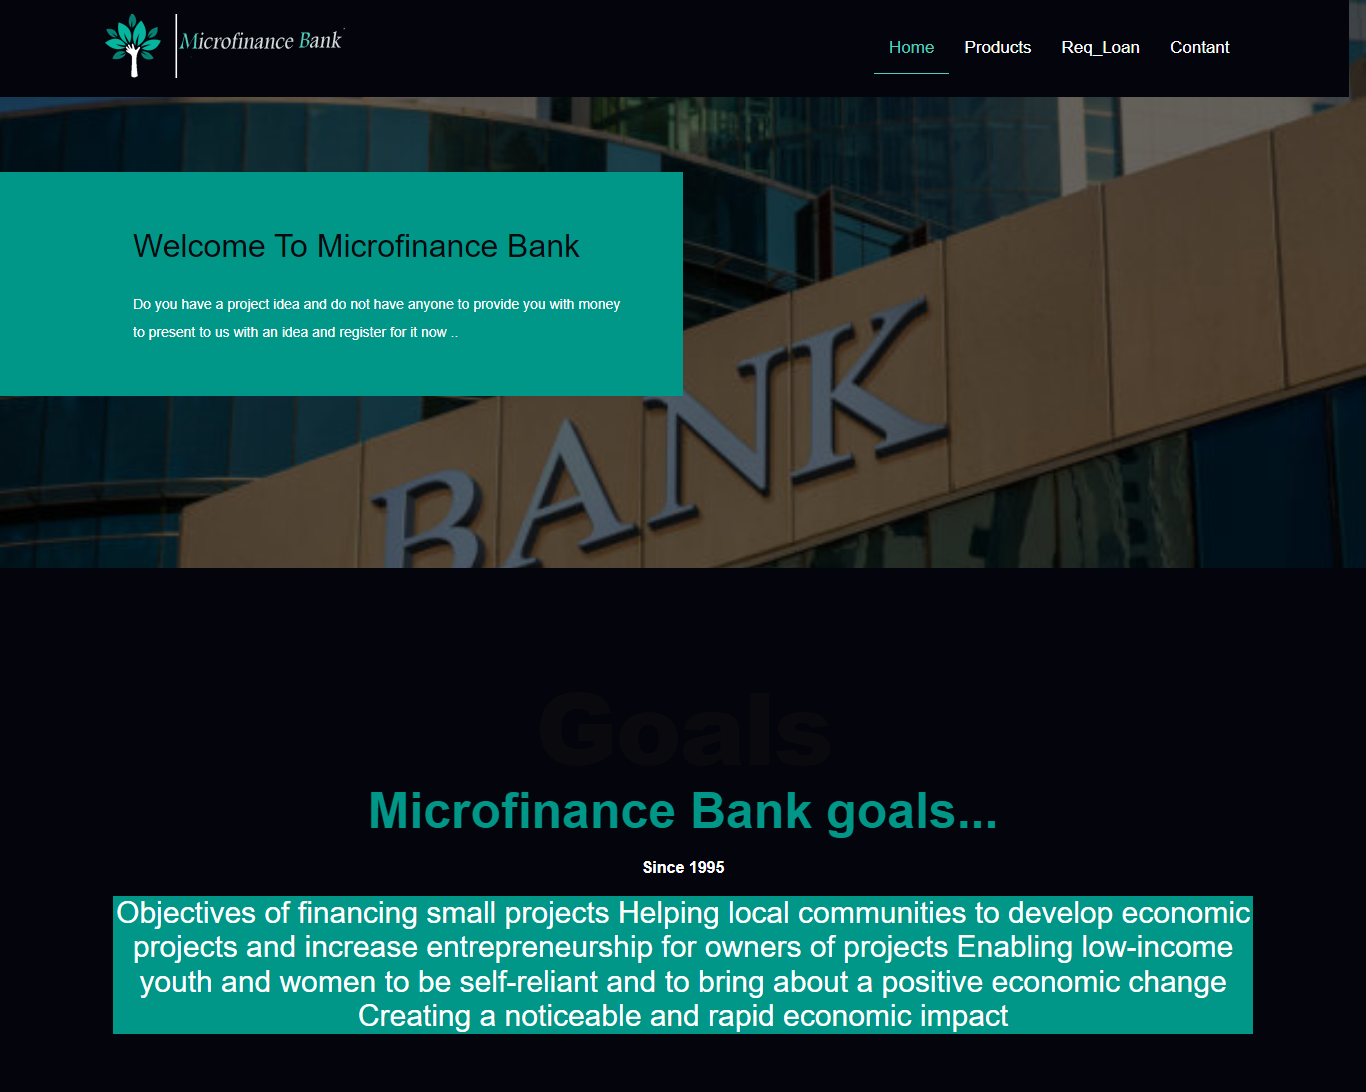 Microfinance Bank
Home Products Req_Loan Contant
Welcome To Microfinance Bank
Do you have a project idea and do not have anyone to provide you with money
to present to us with an idea and register for it now ..
BANK
Goals
Microfinance Bank goals...
Since 1995
Objectives of financing small projects Helping local communities to develop economic
projects and increase entrepreneurship for owners of projects Enabling low-income
youth and women to be self-reliant and to bring about a positive economic change
Creating a noticeable and rapid economic impact